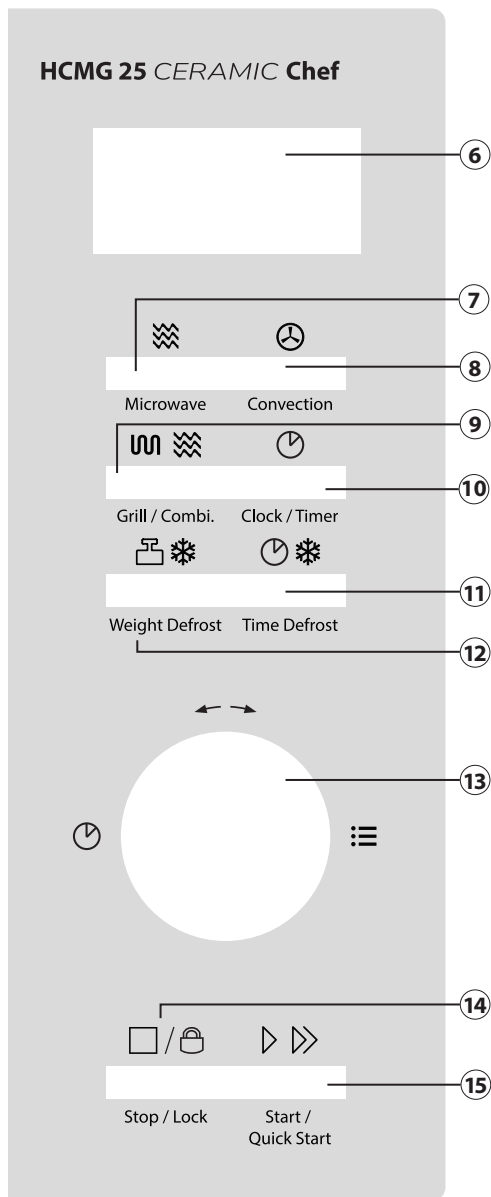 HCMG 25 CERAMIC Chef
6
7
8
Microwave Convection
9
10
Grill / Combi. Clock / Timer
11
Weight Defrost Time Defrost
12
13
14
15
Stop / Lock Start /
Quick Start